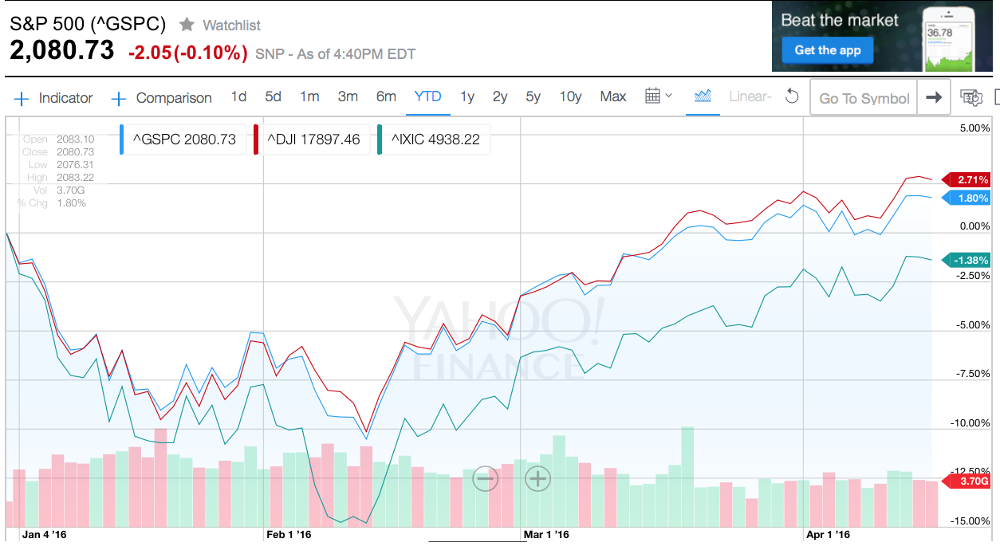 S&P 500 (^GSPC) ★ Watchlist
2,080.73 -2.05(-0.10%) SNP - As of 4:40PM EDT
Beat the market
Get the app
36.78
+ Indicator + Comparison 1d 5d 1m 3m 6m YTD 1y 2y 5y 10y Max Linear- Go To Symbol
Open 2083.10
Close 2080.73
Low 2076.31
High 2083.22
Vol 3.70G
% Chg 1.80%
^GSPC 2080.73 ^DJI 17897.46 ^IXIC 4938.22
5.00%
2.71%
1.80%
0.00%
-1.38%
-2.50%
-5.00%
-7.50%
-10.00%
-12.50%
3.70G
-15.00%
YAHOO!
FINANCE
Jan 4 '16 Feb 1 '16 Mar 1 '16 Apr 1 '16